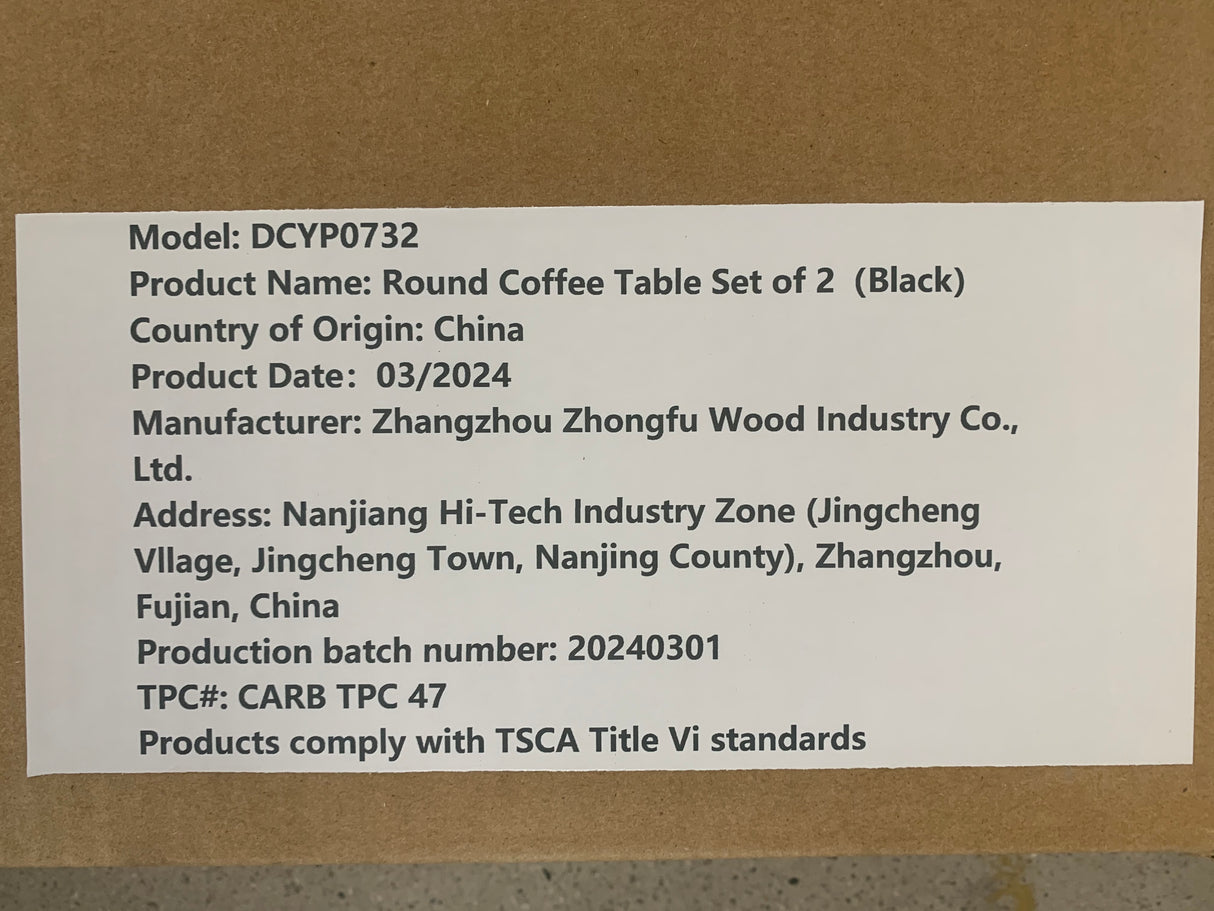 Model: DCYP0732
Product Name: Round Coffee Table Set of 2 (Black)
Country of Origin: China
Product Date: 03/2024
Manufacturer: Zhangzhou Zhongfu Wood Industry Co.,
Ltd.
Address: Nanjiang Hi-Tech Industry Zone (Jingcheng
Vllage, Jingcheng Town, Nanjing County), Zhangzhou,
Fujian, China
Production batch number: 20240301
TPC#: CARB TPC 47
Products comply with TSCA Title Vi standards